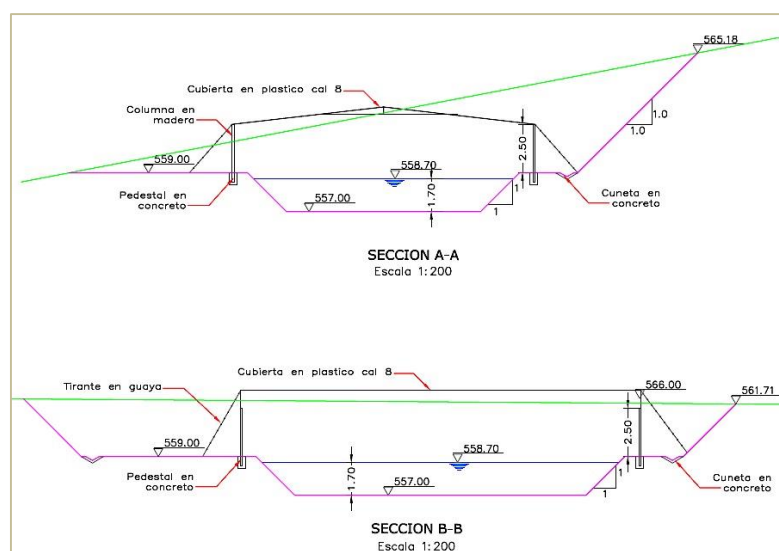 565.18
Cubierta en plastico cal 8
Columna en
madera
1.0
1.0
2.50
559.00
558.70
Pedestal en
concreto
557.00
1.70
1
1
Cuneta en
concreto
SECCION A-A
Escala 1:200
Cubierta en plastico cal 8
Tirante en guaya
566.00
561.71
2.50
559.00
558.70
Pedestal en
concreto
1.70
557.00
1
1
Cuneta en
concreto
SECCION B-B
Escala 1:200